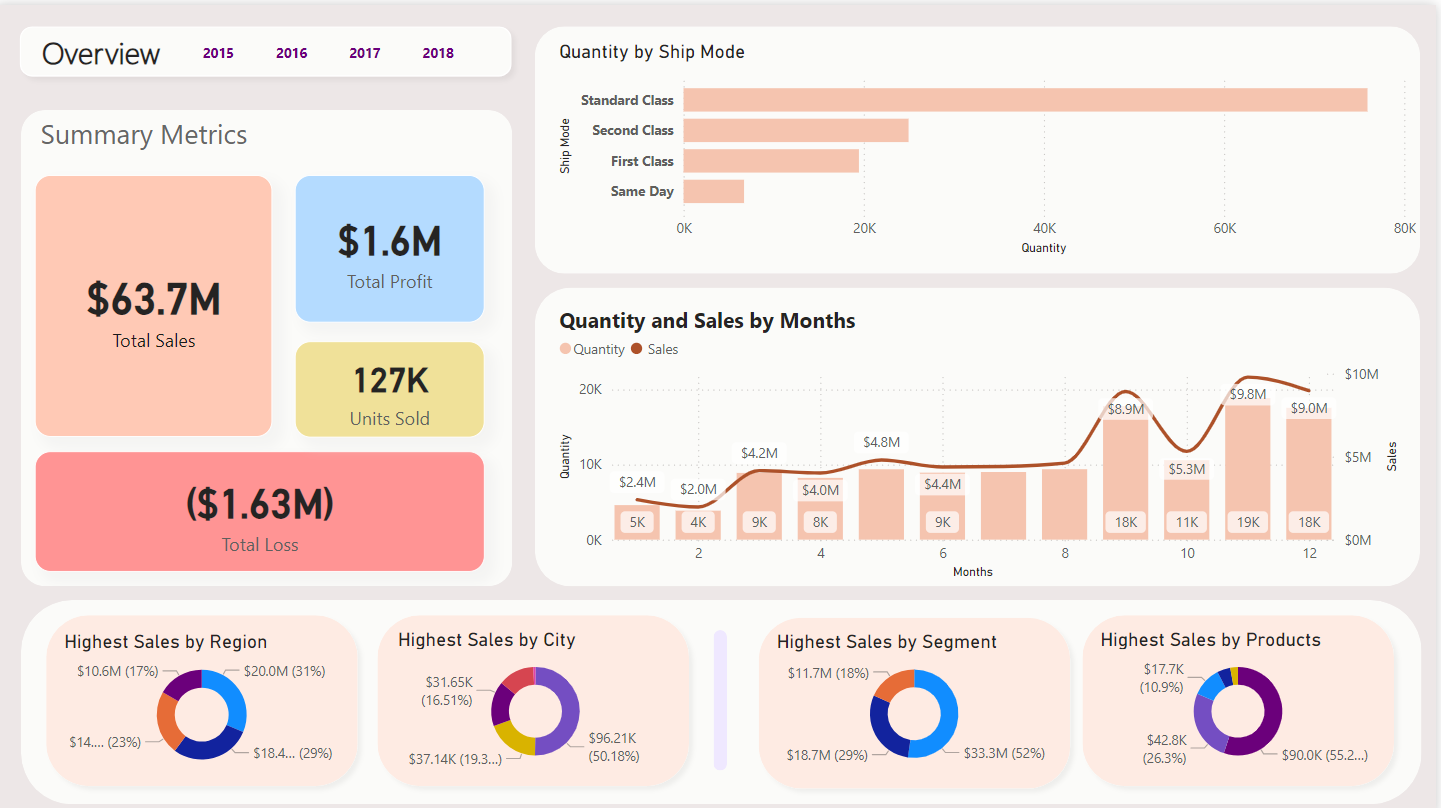 Overview 2015 2016 2017 2018
Summary Metrics
$63.7M
Total Sales
$1.6M
Total Profit
127K
Units Sold
($1.63M)
Total Loss
Quantity by Ship Mode
Ship Mode
Standard Class
Second Class
First Class
Same Day
0K 20K 40K 60K 80K
Quantity
Quantity and Sales by Months
Quantity Sales
Quantity
20K
10K
0K
$2.4M $2.0M $4.2M $4.0M $4.8M $4.4M $8.9M $5.3M $9.8M $9.0M
5K 4K 9K 8K 9K 18K 11K 19K 18K
$10M
$5M
$0M
Sales
2 4 6 8 10 12
Months
Highest Sales by Region
$10.6M (17%) $20.0M (31%)
$14.... (23%) $18.4... (29%)
Highest Sales by City
$31.65K
(16.51%)
$37.14K (19.3...)
$96.21K
(50.18%)
Highest Sales by Segment
$11.7M (18%)
$18.7M (29%) $33.3M (52%)
Highest Sales by Products
$17.7K
(10.9%)
$42.8K
(26.3%)
$90.0K (55.2...)